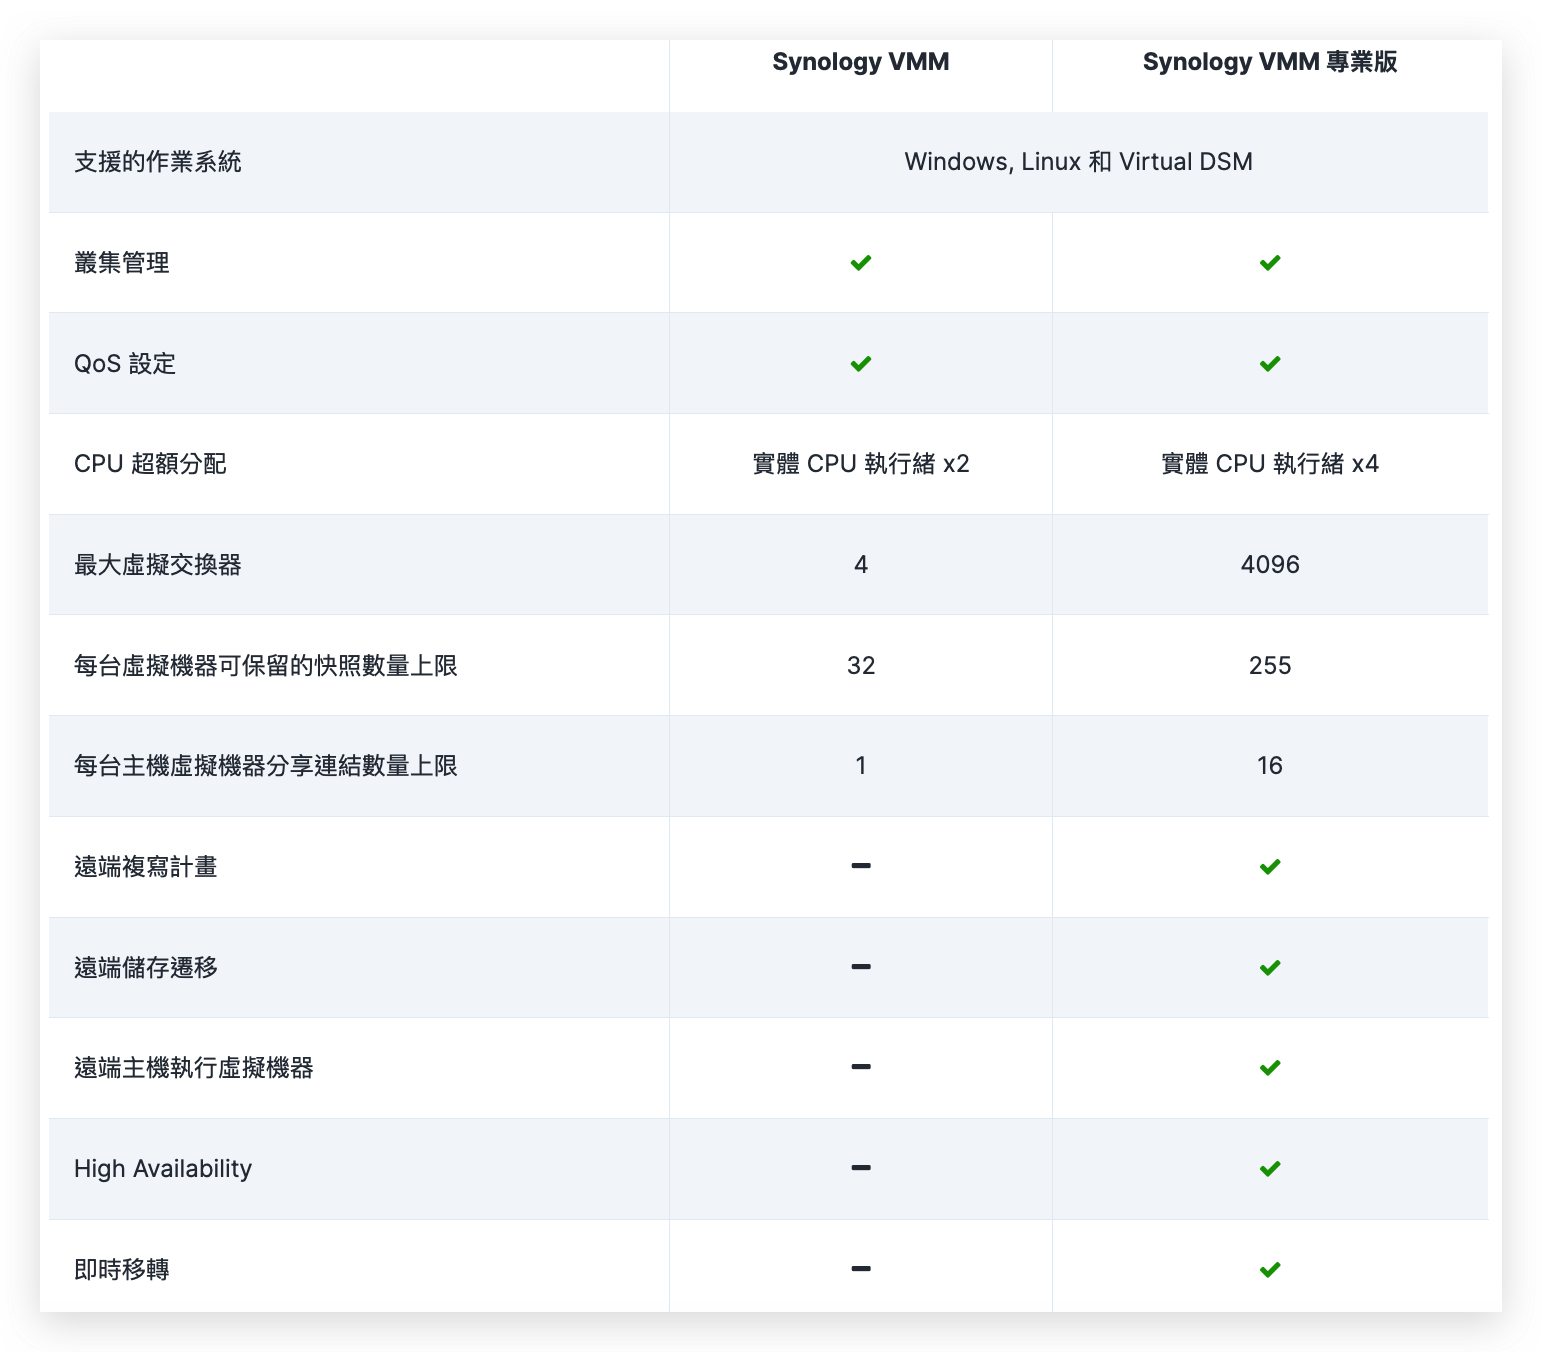 Synology VMM
Synology VMM 專業版
支援的作業系統
Windows, Linux 和 Virtual DSM
叢集管理
QoS 設定
CPU 超額分配
實體 CPU 執行緒 x2
實體 CPU 執行緒 x4
最大虛擬交換器
4
4096
每台虛擬機器可保留的快照數量上限
32
255
每台主機虛擬機器分享連結數量上限
1
16
遠端複寫計畫
遠端儲存遷移
遠端主機執行虛擬機器
High Availability
即時移轉